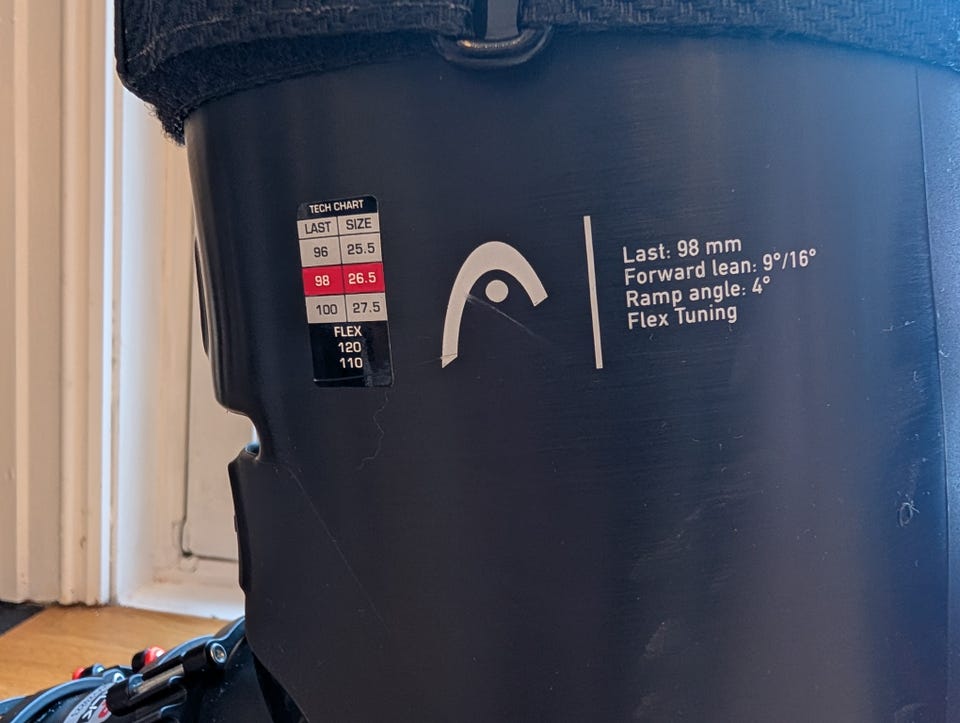 TECH CHART
LAST SIZE
96 25.5
98 26.5
100 27.5
FLEX
120
110
Last: 98 mm
Forward lean: 9°/16°
Ramp angle: 4°
Flex Tuning